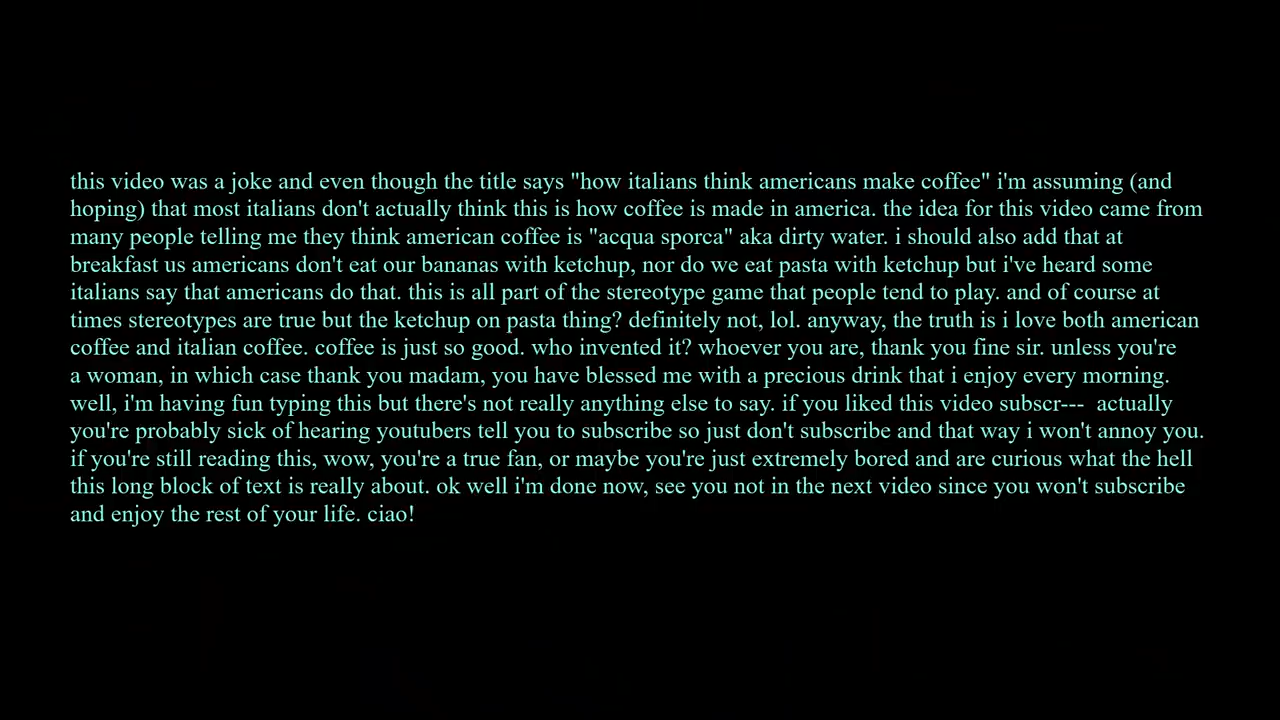 this video was a joke and even though the title says "how italians think americans make coffee" i'm assuming (and
hoping) that most italians don't actually think this is how coffee is made in america. the idea for this video came from
many people telling me they think american coffee is "acqua sporca" aka dirty water. i should also add that at
breakfast us americans don't eat our bananas with ketchup, nor do we eat pasta with ketchup but i've heard some
italians say that americans do that. this is all part of the stereotype game that people tend to play. and of course at
times stereotypes are true but the ketchup on pasta thing? definitely not, lol. anyway, the truth is i love both american
coffee and italian coffee. coffee is just so good. who invented it? whoever you are, thank you fine sir. unless you're
a woman, in which case thank you madam, you have blessed me with a precious drink that i enjoy every morning.
well, i'm having fun typing this but there's not really anything else to say. if you liked this video subscr---  actually
you're probably sick of hearing youtubers tell you to subscribe so just don't subscribe and that way i won't annoy you.
if you're still reading this, wow, you're a true fan, or maybe you're just extremely bored and are curious what the hell
this long block of text is really about. ok well i'm done now, see you not in the next video since you won't subscribe
and enjoy the rest of your life. ciao!